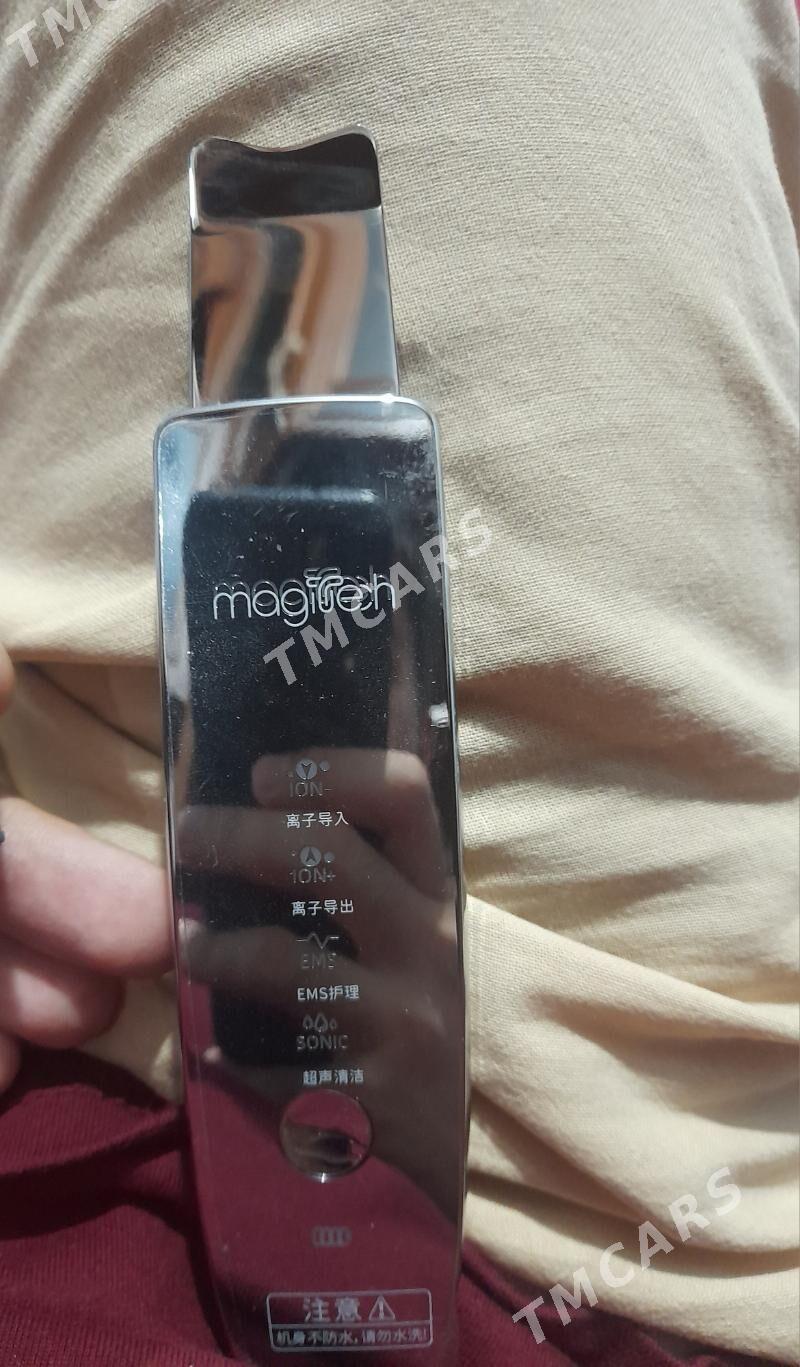 TMCARS
magitech
TMCARS
ION-
离子导入
ION+
离子导出
EMS
EMS护理
SONIC
超声清洁
TMCARS
注意
机身不防水,请勿水洗!